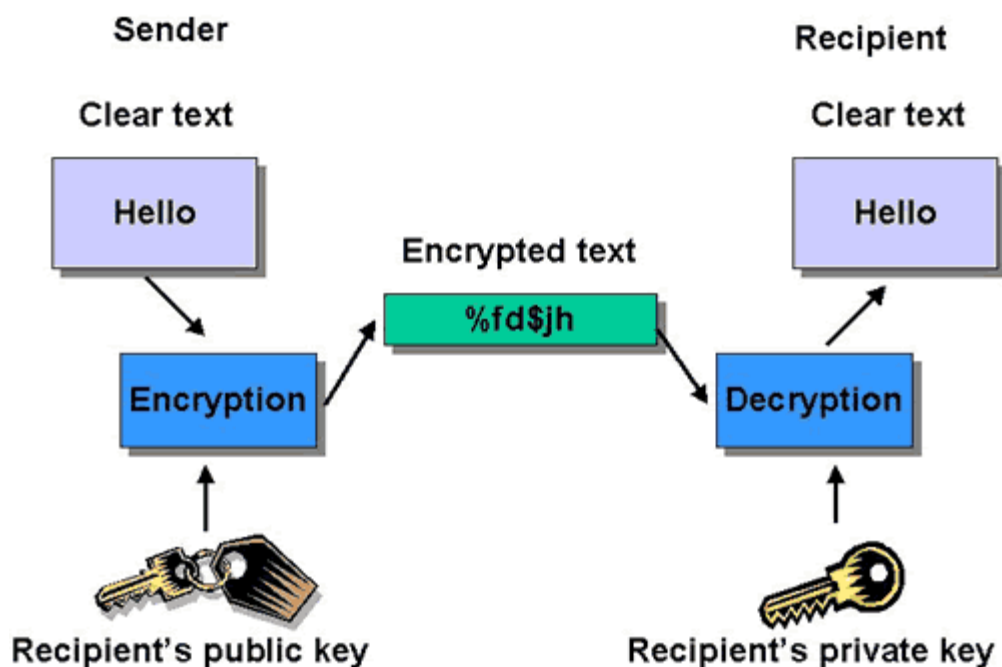 Sender
Recipient
Clear text
Clear text
Hello
Hello
Encrypted text
%fd$jh
Encryption
Decryption
Recipient's public key
Recipient's private key